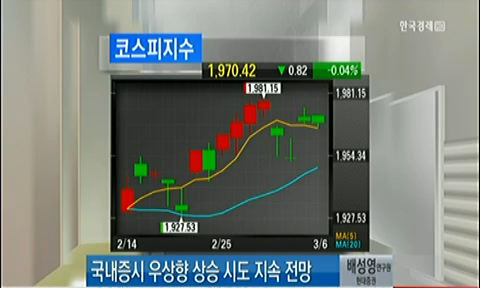 한국경제
코스피지수
1,970.42 ▼ 0.82 -0.04%
1,981.15
1,981.15
1,954.34
1,927.53
1,927.53
2/14 2/25 3/6
MA(5)
MA(20)
국내증시 우상향 상승 시도 지속 전망
배성영 연구원
현대증권